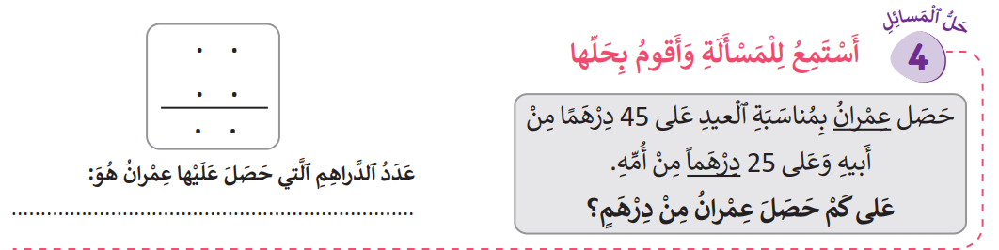 حَلُّ ٱلْمَسائِلِ
4
أَسْتَمِعُ لِلْمَسْأَلَةِ وَأَقومُ بِحَلِّها
حَصَل عِمْرانُ بِمُناسَبَةِ ٱلْعيدِ عَلى 45 دِرْهَمًا مِنْ
أَبيهِ وَعَلى 25 دِرْهَماً مِنْ أُمِّهِ.
عَلى كَمْ حَصَلَ عِمْرانُ مِنْ دِرْهَمٍ؟
. .
. .
. .
عَدَدُ ٱلدَّراهِمِ ٱلَّتي حَصَلَ عَلَيْها عِمْرانُ هُوَ:
......................................................................